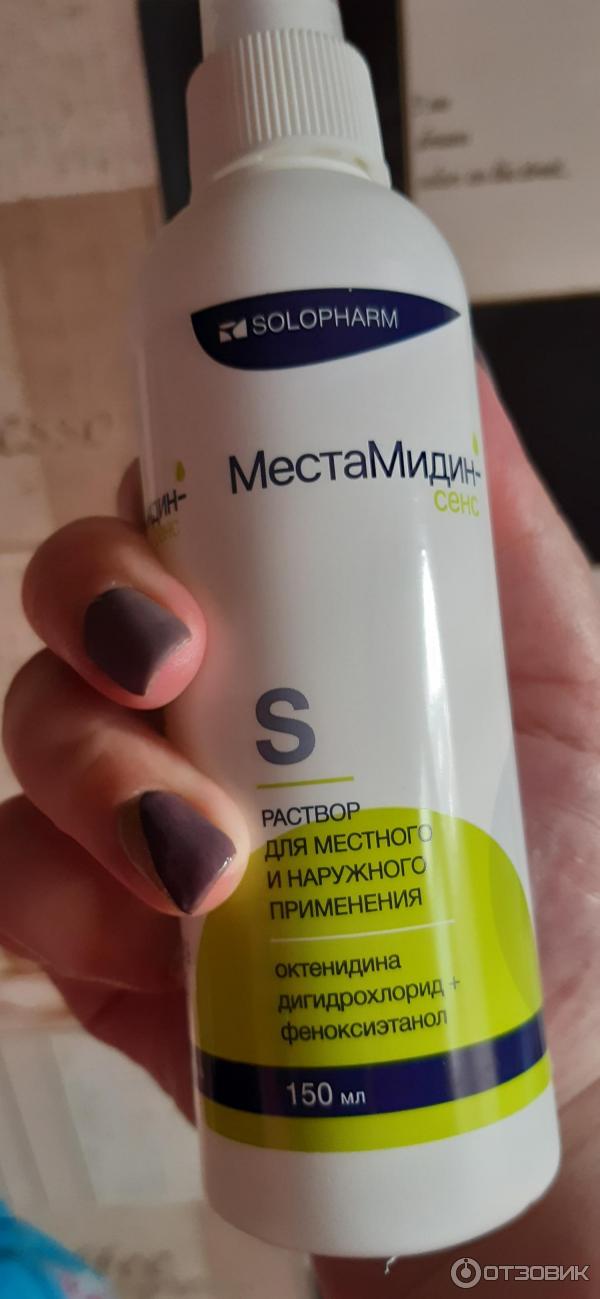 SOLOPHARM
МестаМидин-
сенс
S
РАСТВОР
ДЛЯ МЕСТНОГО
И НАРУЖНОГО
ПРИМЕНЕНИЯ
октенидина
дигидрохлорид +
феноксиэтанол
150 мл
ОТЗОВИК